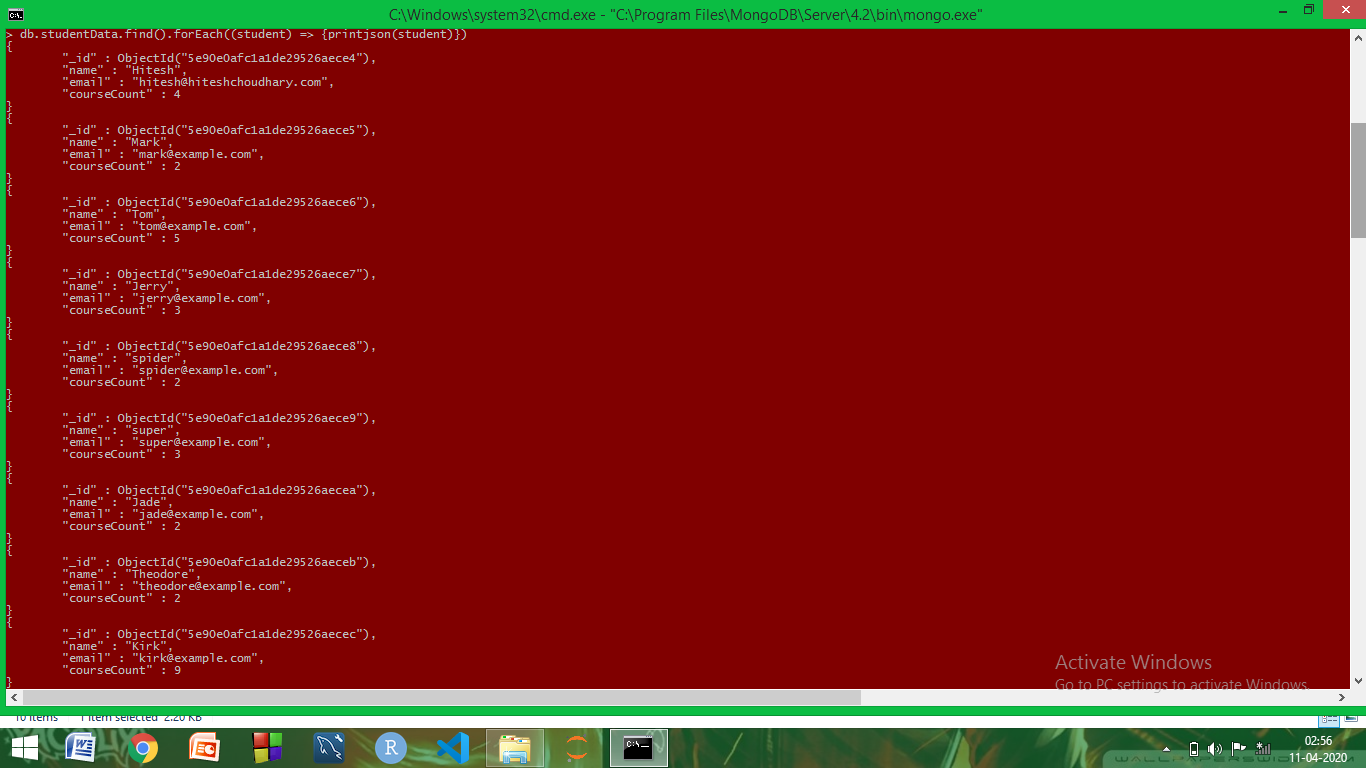 C:\Windows\system32\cmd.exe - "C:\Program Files\MongoDB\Server\4.2\bin\mongo.exe"
> db.studentData.find().forEach((student) => {printjson(student)})
{
"_id" : ObjectId("5e90e0afc1a1de29526aece4"),
"name" : "Hitesh",
"email" : "hitesh@hiteshchoudhary.com",
"courseCount" : 4
}
{
"_id" : ObjectId("5e90e0afc1a1de29526aece5"),
"name" : "Mark",
"email" : "mark@example.com",
"courseCount" : 2
}
{
"_id" : ObjectId("5e90e0afc1a1de29526aece6"),
"name" : "Tom",
"email" : "tom@example.com",
"courseCount" : 5
}
{
"_id" : ObjectId("5e90e0afc1a1de29526aece7"),
"name" : "Jerry",
"email" : "jerry@example.com",
"courseCount" : 3
}
{
"_id" : ObjectId("5e90e0afc1a1de29526aece8"),
"name" : "spider",
"email" : "spider@example.com",
"courseCount" : 2
}
{
"_id" : ObjectId("5e90e0afc1a1de29526aece9"),
"name" : "super",
"email" : "super@example.com",
"courseCount" : 3
}
{
"_id" : ObjectId("5e90e0afc1a1de29526aecea"),
"name" : "Jade",
"email" : "jade@example.com",
"courseCount" : 2
}
{
"_id" : ObjectId("5e90e0afc1a1de29526aeceb"),
"name" : "Theodore",
"email" : "theodore@example.com",
"courseCount" : 2
}
{
"_id" : ObjectId("5e90e0afc1a1de29526aecec"),
"name" : "Kirk",
"email" : "kirk@example.com",
"courseCount" : 9
}
Activate Windows
Go to PC settings to activate Windows.
10 items 1 item selected 2.20 KB
02:56
11-04-2020